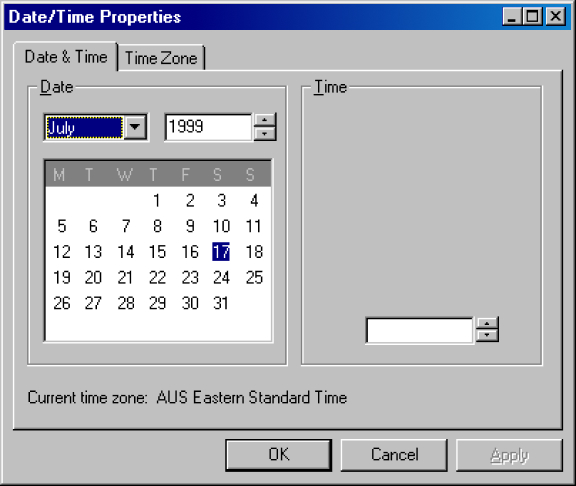 Date/Time Properties
Date & Time Time Zone
Date Time
July 1999
M T W T F S S
1 2 3 4
5 6 7 8 9 10 11
12 13 14 15 16 17 18
19 20 21 22 23 24 25
26 27 28 29 30 31
Current time zone: AUS Eastern Standard Time
OK Cancel Apply